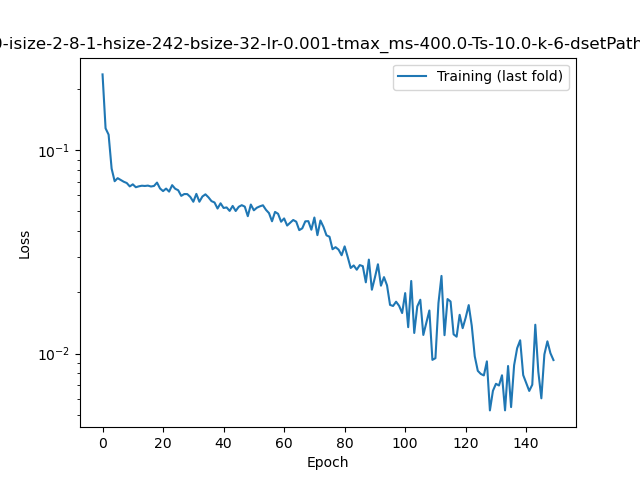 -isize-2-8-1-hsize-242-bsize-32-lr-0.001-tmax_ms-400.0-Ts-10.0-k-6-dsetPath
Training (last fold)
Loss
10⁻¹
10⁻²
0 20 40 60 80 100 120 140
Epoch